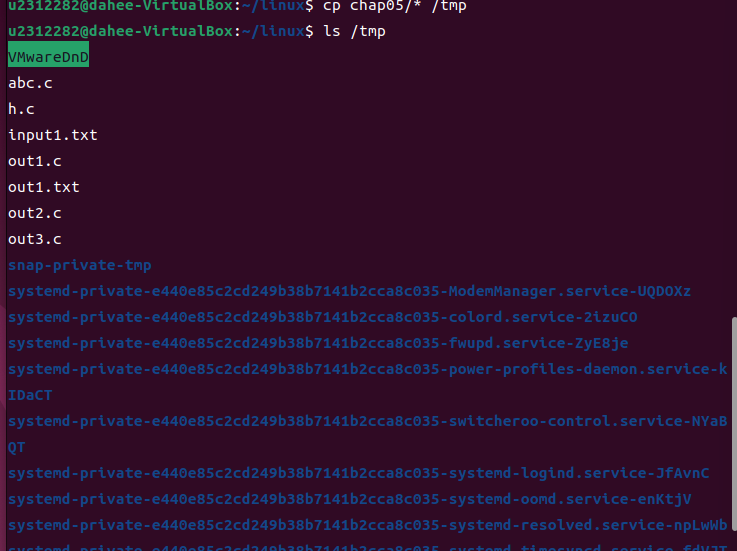 u2312282@dahee-VirtualBox:~/linux$ cp chap05/* /tmp
u2312282@dahee-VirtualBox:~/linux$ ls /tmp
VMwareDnD
abc.c
h.c
input1.txt
out1.c
out1.txt
out2.c
out3.c
snap-private-tmp
systemd-private-e440e85c2cd249b38b7141b2cca8c035-ModemManager.service-UQDOXz
systemd-private-e440e85c2cd249b38b7141b2cca8c035-colord.service-2izuCO
systemd-private-e440e85c2cd249b38b7141b2cca8c035-fwupd.service-ZyE8je
systemd-private-e440e85c2cd249b38b7141b2cca8c035-power-profiles-daemon.service-k
IDaCT
systemd-private-e440e85c2cd249b38b7141b2cca8c035-switcheroo-control.service-NYaB
QT
systemd-private-e440e85c2cd249b38b7141b2cca8c035-systemd-logind.service-JfAvnC
systemd-private-e440e85c2cd249b38b7141b2cca8c035-systemd-oomd.service-enKtjV
systemd-private-e440e85c2cd249b38b7141b2cca8c035-systemd-resolved.service-npLwWb